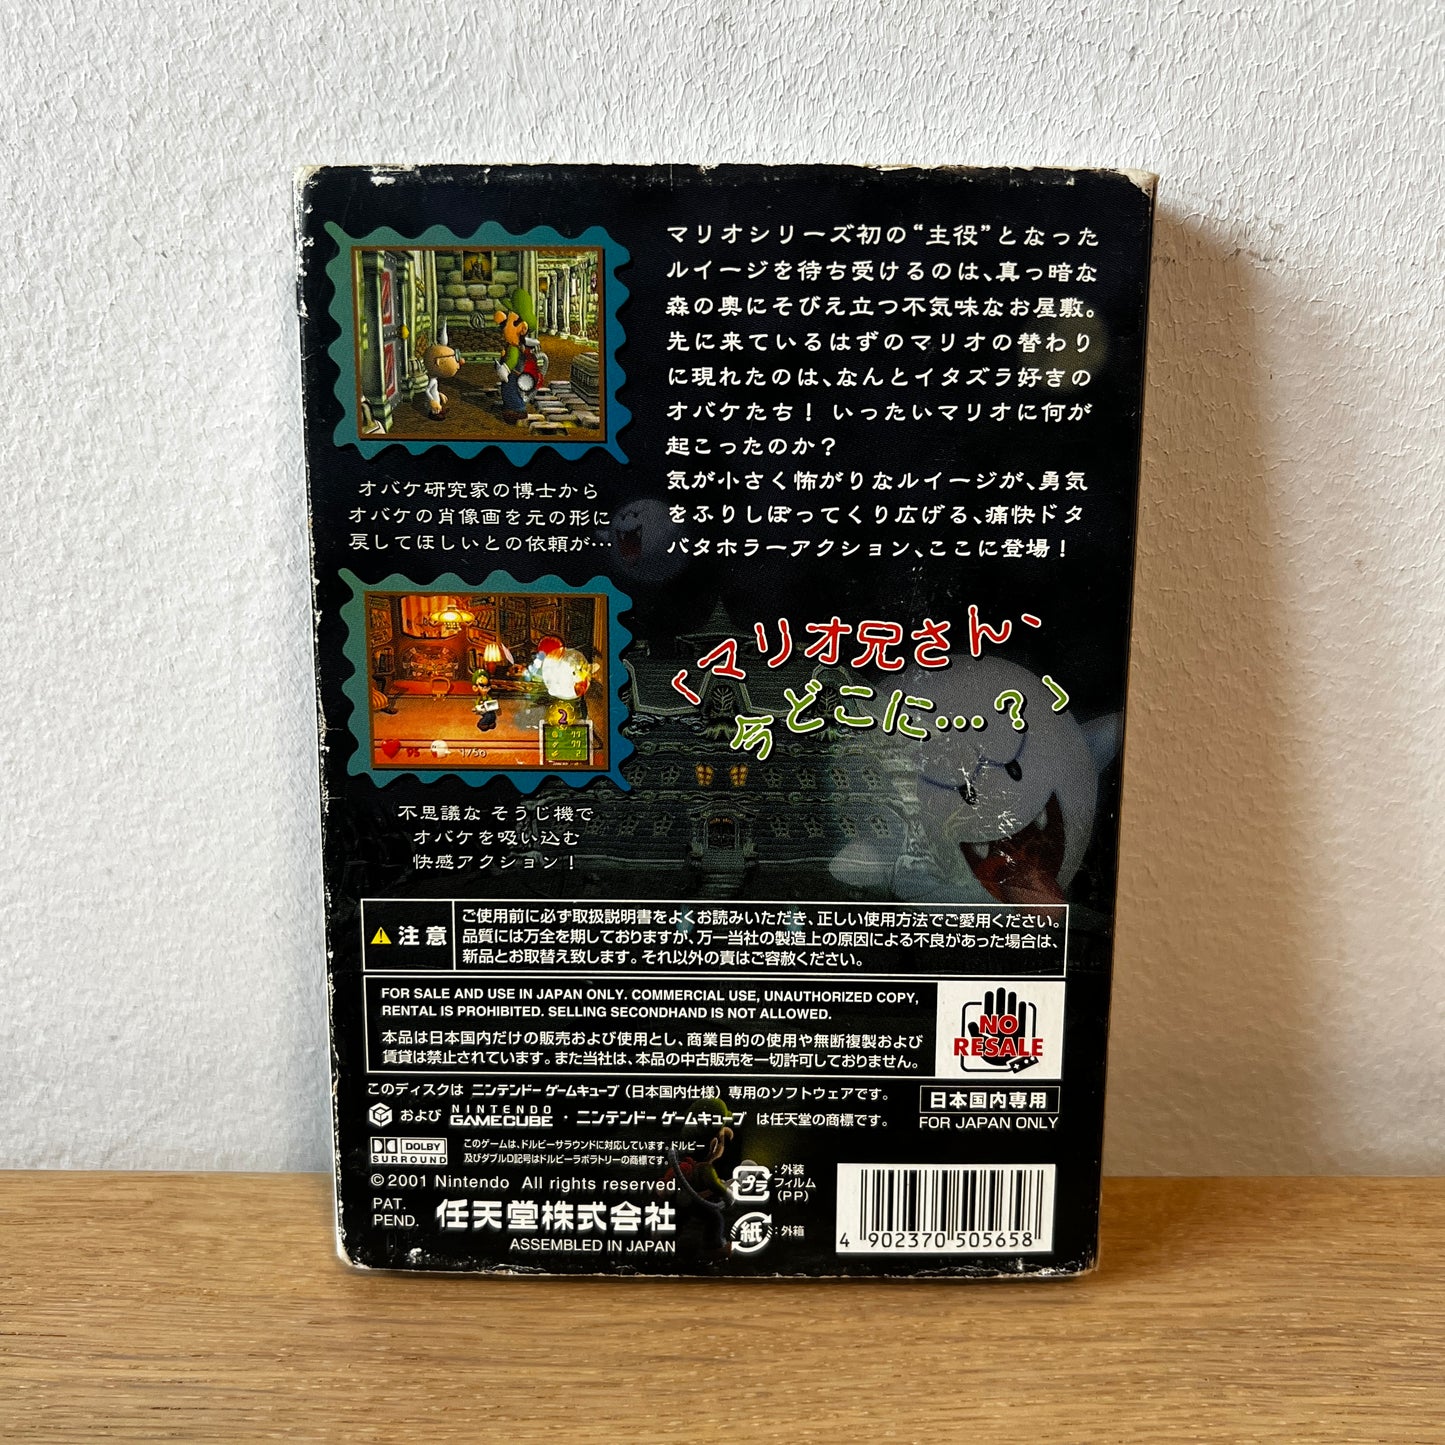 マリオシリーズ初の“主役”となった
ルイージを待ち受けるのは、真っ暗な
森の奥にそびえ立つ不気味なお屋敷。
先に来ているはずのマリオの替わり
に現れたのは、なんとイタズラ好きの
オバケたち！ いったいマリオに何が
起こったのか？
気が小さく怖がりなルイージが、勇気
をふりしぼってくり広げる、痛快ドタ
バタホラーアクション、ここに登場！
オバケ研究家の博士から
オバケの肖像画を元の形に
戻してほしいとの依頼が…
95
1/50
2
77
77
2
不思議な そうじ機で
オバケを吸い込む
快感アクション！
「マリオ兄さん、
今どこに…？」
注意
ご使用前に必ず取扱説明書をよくお読みいただき、正しい使用方法でご愛用ください。
品質には万全を期しておりますが、万一当社の製造上の原因による不良があった場合は、
新品とお取替え致します。それ以外の責はご容赦ください。
FOR SALE AND USE IN JAPAN ONLY. COMMERCIAL USE, UNAUTHORIZED COPY,
RENTAL IS PROHIBITED. SELLING SECONDHAND IS NOT ALLOWED.
本品は日本国内だけの販売および使用とし、商業目的の使用や無断複製および
賃貸は禁止されています。また当社は、本品の中古販売を一切許可しておりません。
NO
RESALE
このディスクは ニンテンドー ゲームキューブ（日本国内仕様）専用のソフトウェアです。
および NINTENDO GAMECUBE・ニンテンドー ゲームキューブ は任天堂の商標です。
日本国内専用
FOR JAPAN ONLY
DOLBY
SURROUND
このゲームは、ドルビーサラウンドに対応しています。ドルビー
及びダブルD記号はドルビーラボラトリーの商標です。
©2001 Nintendo All rights reserved.
PAT.
PEND.
任天堂株式会社
ASSEMBLED IN JAPAN
プラ
：外装
フィルム
（PP）
紙
：外箱
4 902370 505658